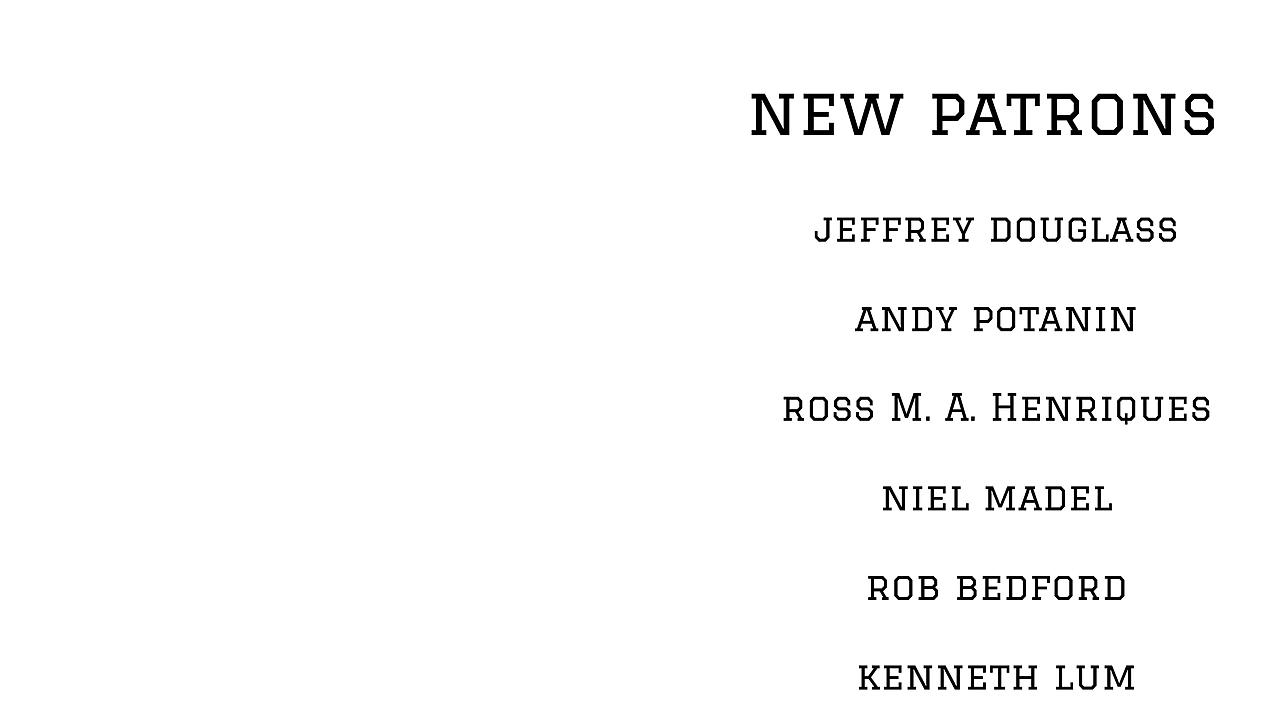 NEW PATRONS
JEFFREY DOUGLASS
ANDY POTANIN
ROSS M. A. HENRIQUES
NIEL MADEL
ROB BEDFORD
KENNETH LUM